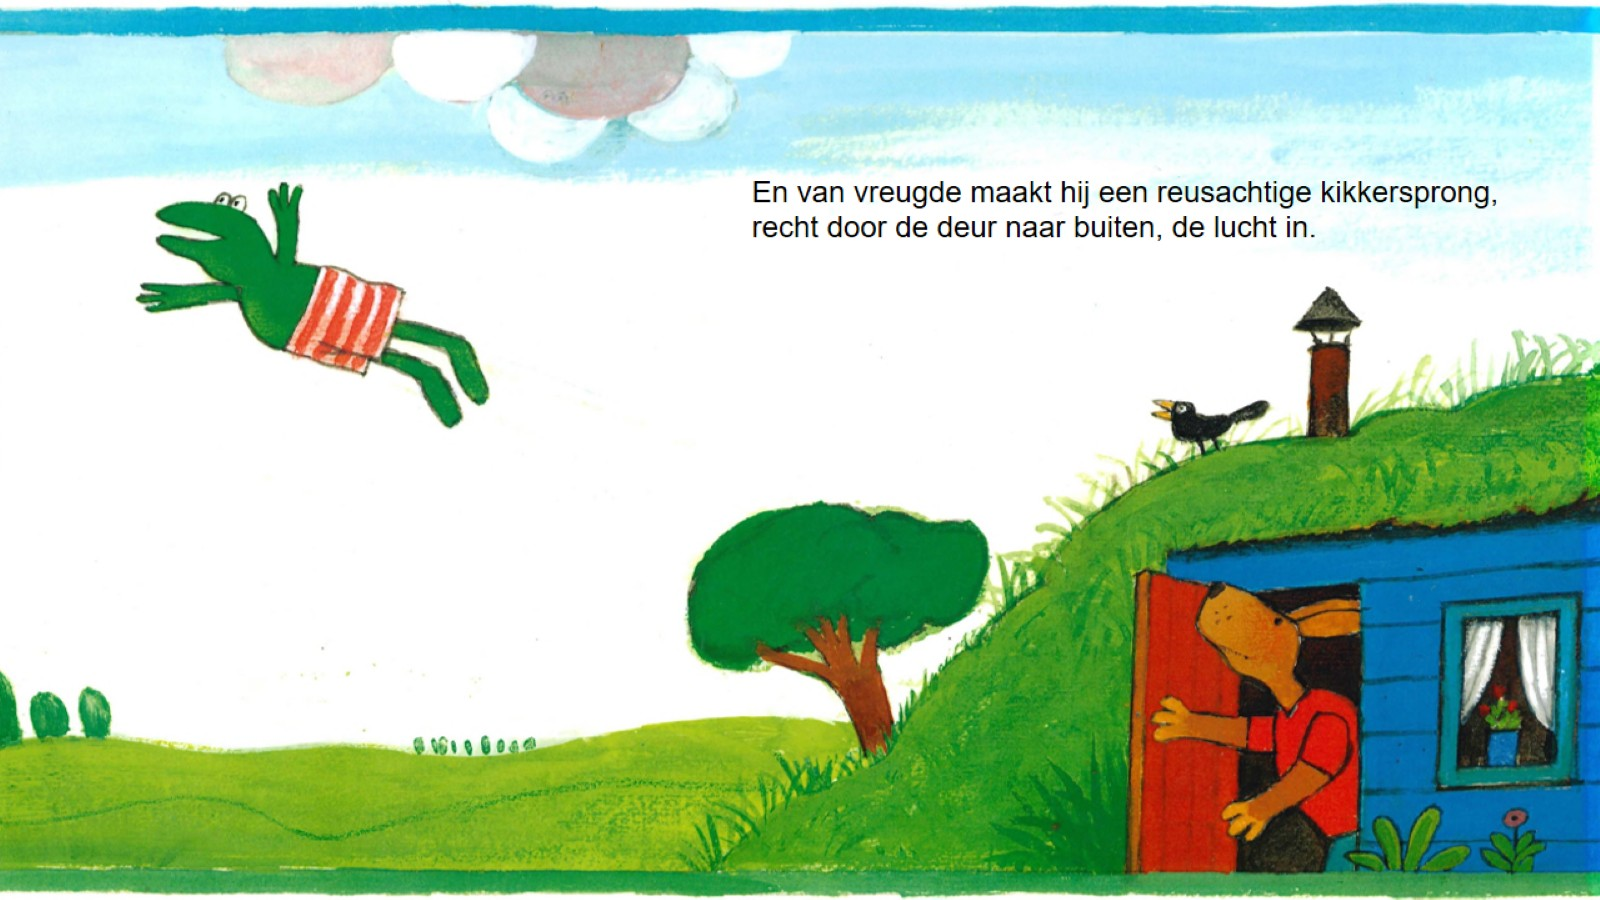 En van vreugde maakt hij een reusachtige kikkersprong,
recht door de deur naar buiten, de lucht in.